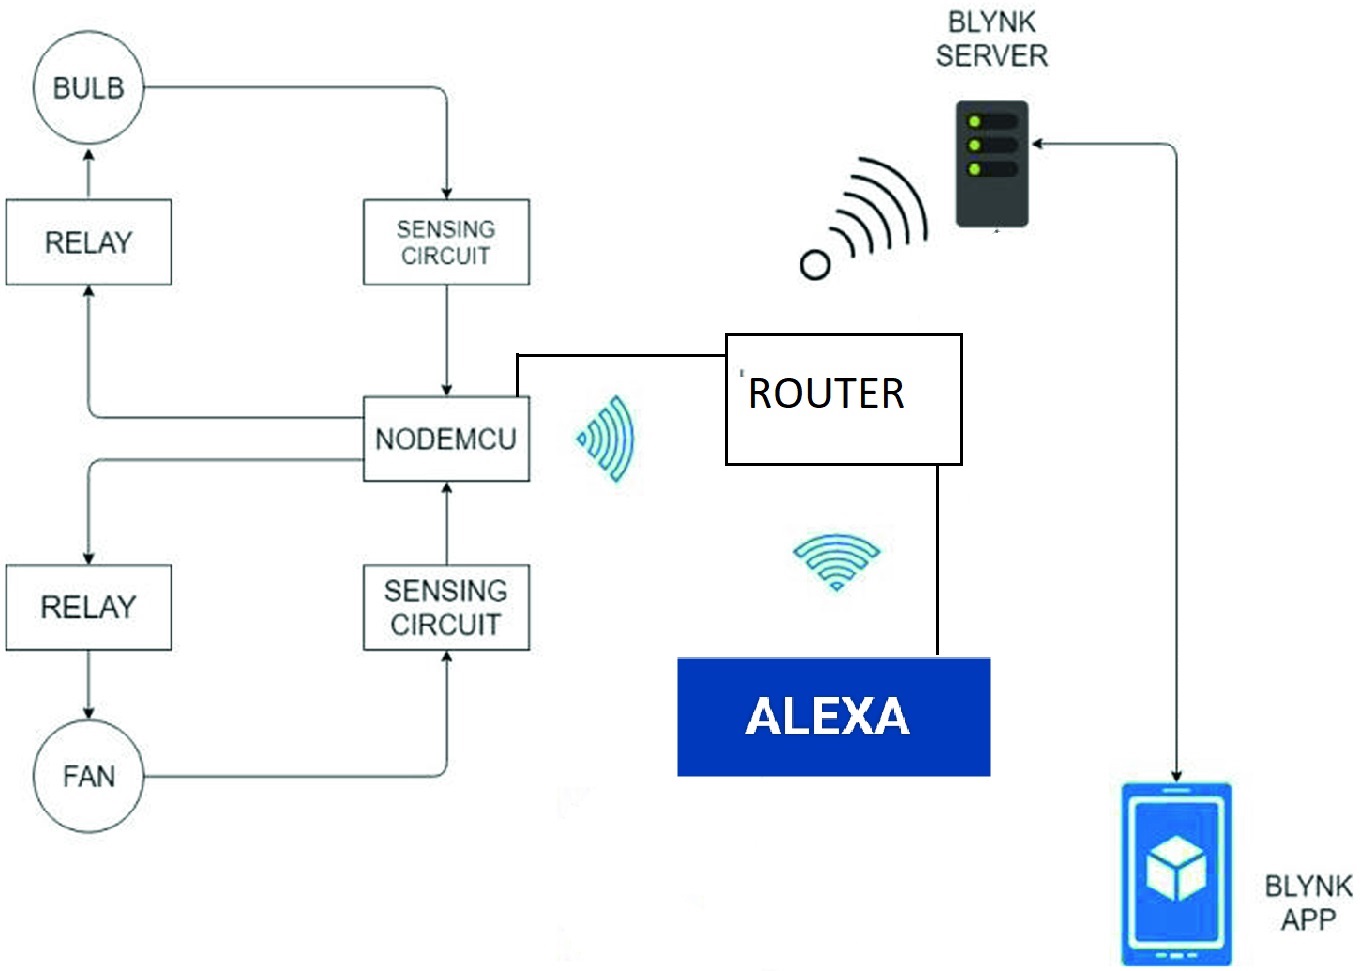 BLYNK
SERVER
BULB
RELAY
SENSING
CIRCUIT
ROUTER
NODEMCU
RELAY
SENSING
CIRCUIT
ALEXA
FAN
BLYNK
APP